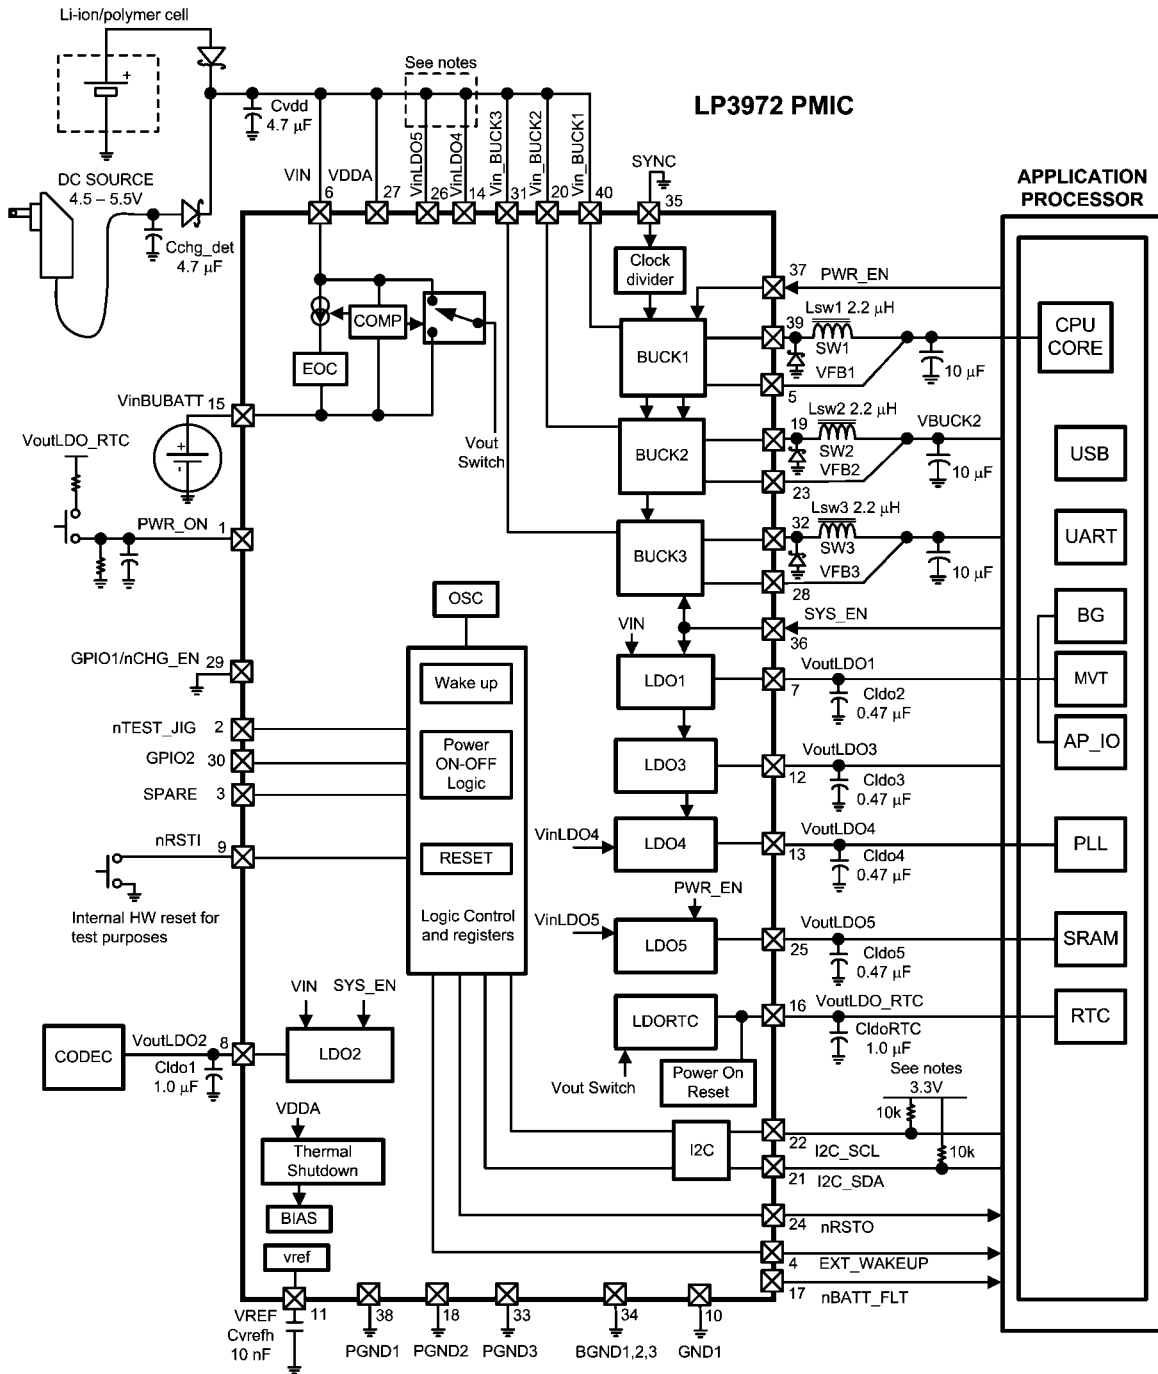 Li-ion/polymer cell
+
See notes
LP3972 PMIC
Cvdd
4.7 µF
VinLDO5
VinLDO4
Vin_BUCK3
Vin_BUCK2
Vin_BUCK1
SYNC
DC SOURCE
4.5 – 5.5V
VIN
VDDA
6
27
26
14
31
20
40
35
APPLICATION
PROCESSOR
Cchg_det
4.7 µF
Clock
divider
37
PWR_EN
COMP
39
Lsw1 2.2 µH
CPU
CORE
SW1
BUCK1
EOC
VFB1
10 µF
5
VinBUBATT
15
VoutLDO_RTC
+
-
Vout
Switch
19
Lsw2 2.2 µH
VBUCK2
BUCK2
SW2
USB
VFB2
10 µF
23
PWR_ON
1
32
Lsw3 2.2 µH
UART
BUCK3
SW3
VFB3
10 µF
28
OSC
SYS_EN
VIN
36
BG
GPIO1/nCHG_EN
29
VoutLDO1
Wake up
LDO1
7
Cldo2
0.47 µF
MVT
nTEST_JIG
2
Power
ON-OFF
Logic
VoutLDO3
AP_IO
GPIO2
30
LDO3
12
Cldo3
0.47 µF
SPARE
3
nRSTI
9
VinLDO4
VoutLDO4
RESET
LDO4
13
Cldo4
0.47 µF
PLL
PWR_EN
Internal HW reset for
test purposes
Logic Control
and registers
VinLDO5
VoutLDO5
LDO5
25
Cldo5
0.47 µF
SRAM
VIN
SYS_EN
16
VoutLDO_RTC
LDORTC
CldoRTC
1.0 µF
RTC
CODEC
VoutLDO2
8
LDO2
Cldo1
1.0 µF
Vout Switch
Power On
Reset
See notes
3.3V
10k
VDDA
Thermal
Shutdown
I2C
22
I2C_SCL
10k
21
I2C_SDA
BIAS
24
nRSTO
vref
4
EXT_WAKEUP
17
nBATT_FLT
VREF
11
38
18
33
34
10
Cvrefh
10 nF
PGND1
PGND2
PGND3
BGND1,2,3
GND1